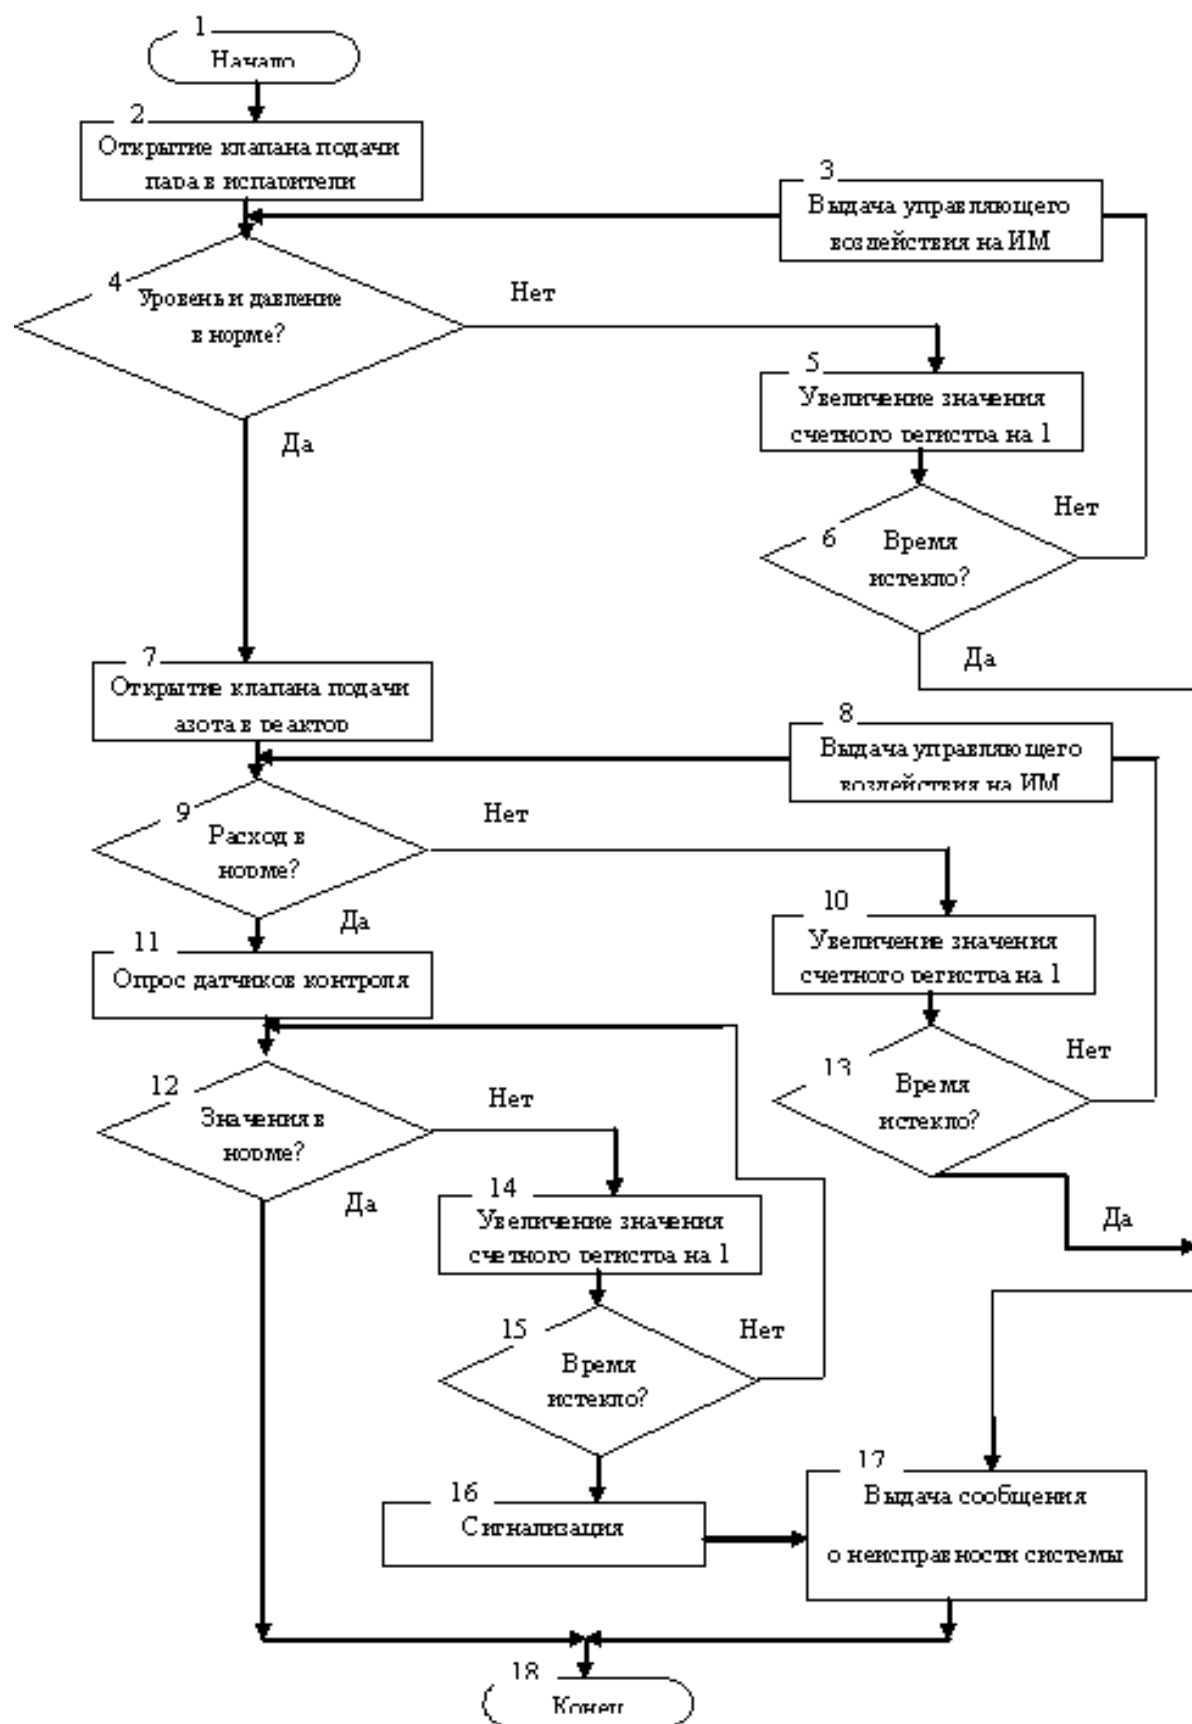 1
Начало
2
Открытие клапана подачи
пара в испарители
3
Выдача управляющего
воздействия на ИМ
4
Уровень и давление
в норме?
Нет
Да
5
Увеличение значения
счетного регистра на 1
6
Время
истекло?
Нет
Да
7
Открытие клапана подачи
азота в реактор
8
Выдача управляющего
воздействия на ИМ
9
Расход в
норме?
Нет
Да
10
Увеличение значения
счетного регистра на 1
11
Опрос датчиков контроля
12
Значения в
норме?
Нет
Да
13
Время
истекло?
Нет
Да
14
Увеличение значения
счетного регистра на 1
15
Время
истекло?
Нет
16
Сигнализация
17
Выдача сообщения
о неисправности системы
18
Конец